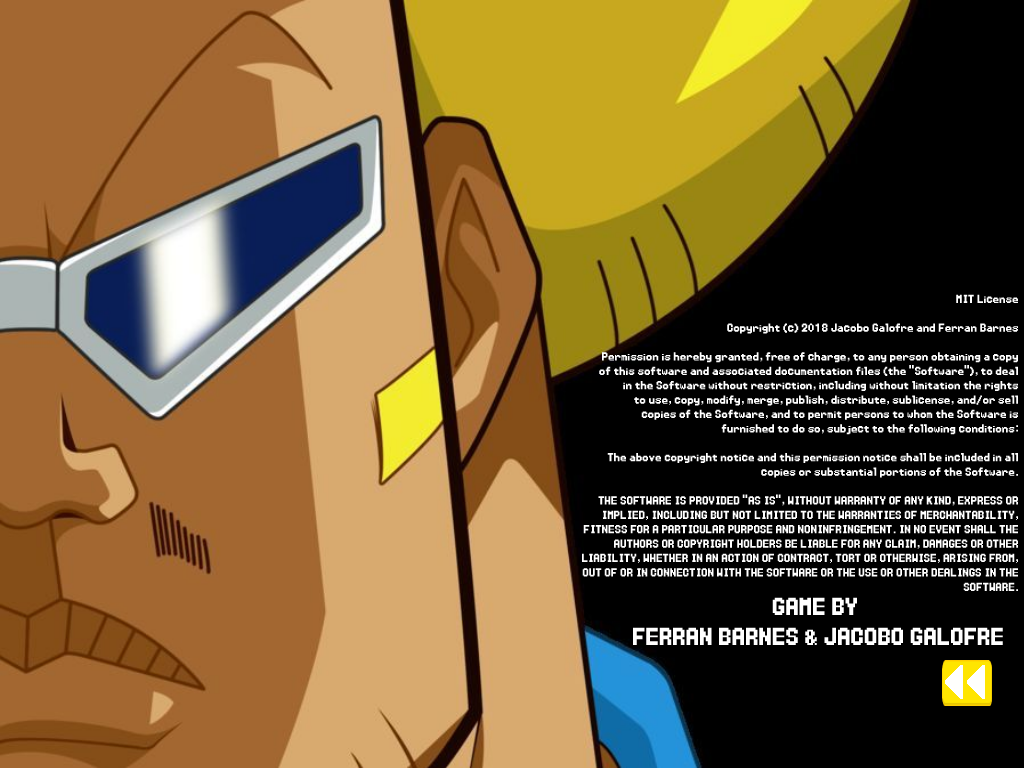 MIT License
Copyright (c) 2018 Jacobo Galofre and Ferran Barnes
Permission is hereby granted, free of charge, to any person obtaining a copy
of this software and associated documentation files (the "Software"), to deal
in the Software without restriction, including without limitation the rights
to use, copy, modify, merge, publish, distribute, sublicense, and/or sell
copies of the Software, and to permit persons to whom the Software is
furnished to do so, subject to the following conditions:
The above copyright notice and this permission notice shall be included in all
copies or substantial portions of the Software.
THE SOFTWARE IS PROVIDED "AS IS", WITHOUT WARRANTY OF ANY KIND, EXPRESS OR
IMPLIED, INCLUDING BUT NOT LIMITED TO THE WARRANTIES OF MERCHANTABILITY,
FITNESS FOR A PARTICULAR PURPOSE AND NONINFRINGEMENT. IN NO EVENT SHALL THE
AUTHORS OR COPYRIGHT HOLDERS BE LIABLE FOR ANY CLAIM, DAMAGES OR OTHER
LIABILITY, WHETHER IN AN ACTION OF CONTRACT, TORT OR OTHERWISE, ARISING FROM,
OUT OF OR IN CONNECTION WITH THE SOFTWARE OR THE USE OR OTHER DEALINGS IN THE
SOFTWARE.
GAME BY
FERRAN BARNES & JACOBO GALOFRE